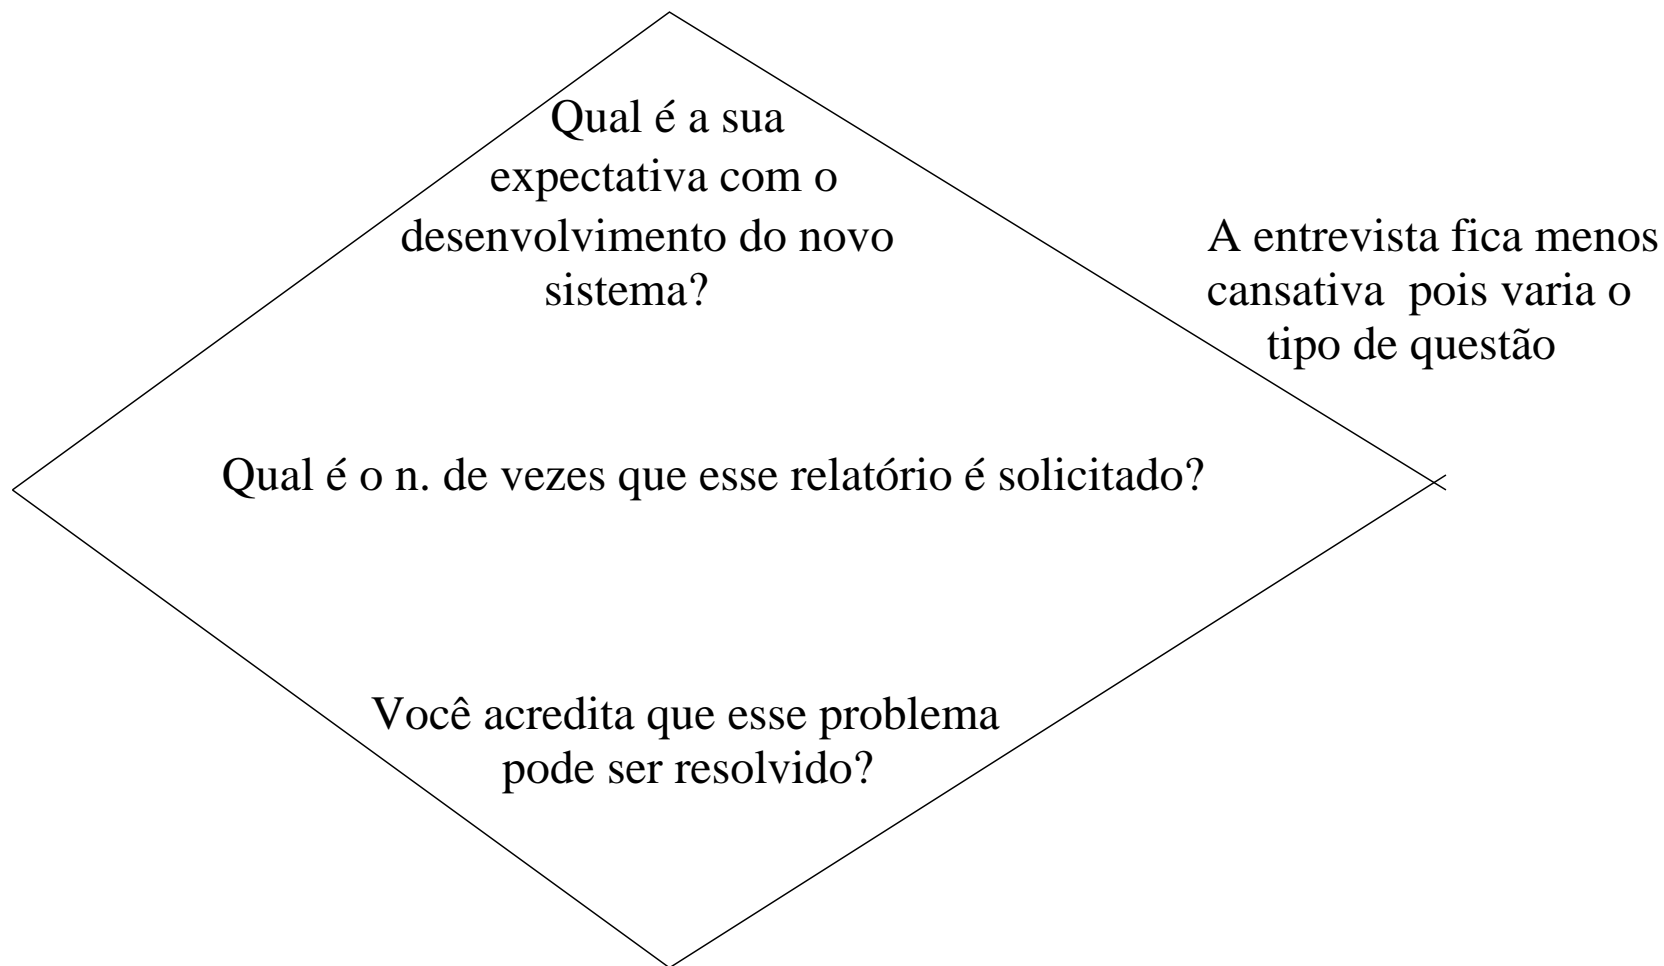 Qual é a sua
expectativa com o
desenvolvimento do novo
sistema?
A entrevista fica menos
cansativa  pois varia o
tipo de questão
Qual é o n. de vezes que esse relatório é solicitado?
Você acredita que esse problema
pode ser resolvido?